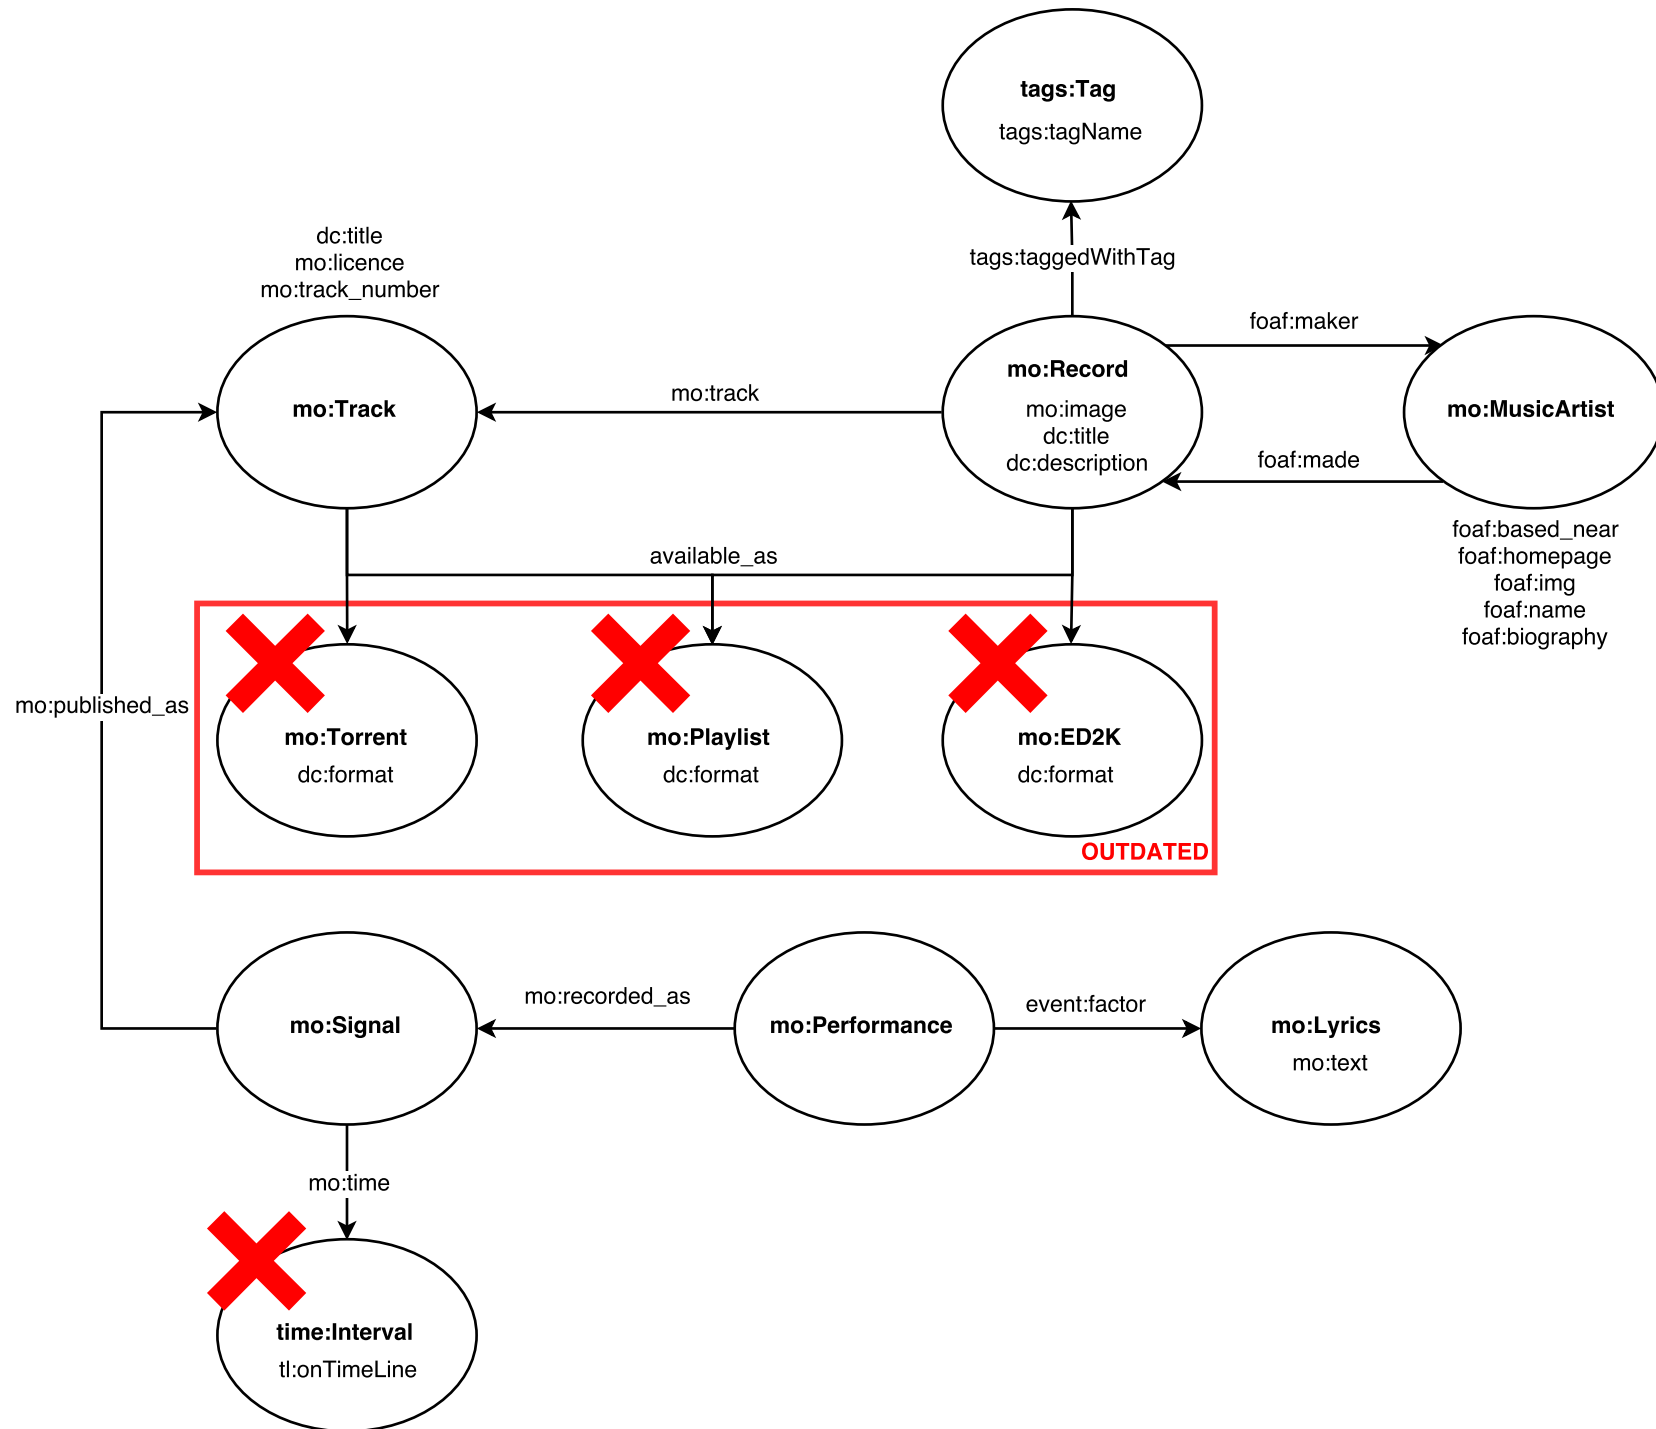 tags:Tag
tags:tagName
tags:taggedWithTag
dc:title
mo:licence
mo:track_number
mo:Track
mo:track
mo:Record
mo:image
dc:title
dc:description
foaf:maker
foaf:made
mo:MusicArtist
foaf:based_near
foaf:homepage
foaf:img
foaf:name
foaf:biography
available_as
mo:published_as
mo:Torrent
dc:format
mo:Playlist
dc:format
mo:ED2K
dc:format
OUTDATED
mo:Signal
mo:recorded_as
mo:Performance
event:factor
mo:Lyrics
mo:text
mo:time
time:Interval
tl:onTimeLine